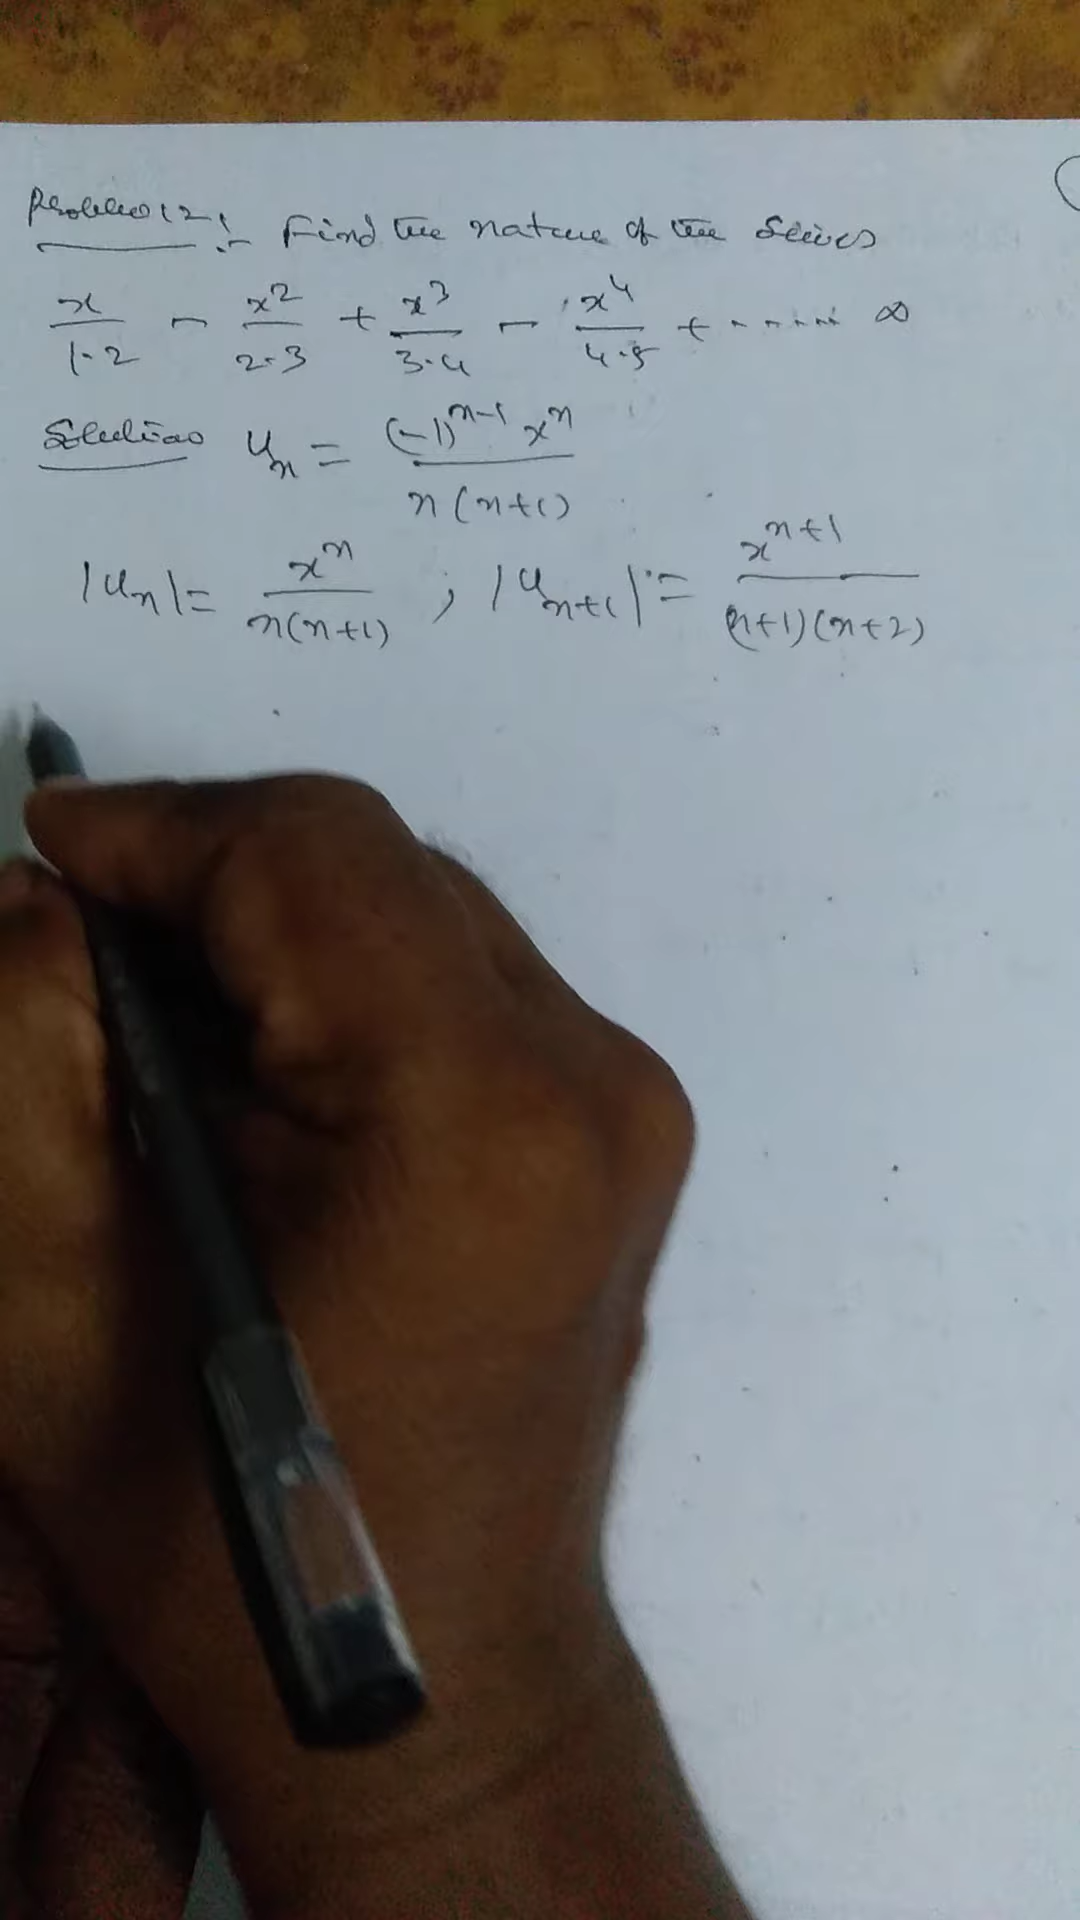 Problem 2 :- Find the nature of the Series
x/1·2 - x²/2·3 + x³/3·4 - x⁴/4·5 + ...... ∞
Solution uₙ = (-1)ⁿ⁻¹ xⁿ / n(n+1)
|uₙ| = xⁿ/n(n+1) ; |uₙ₊₁| = xⁿ⁺¹/(n+1)(n+2)